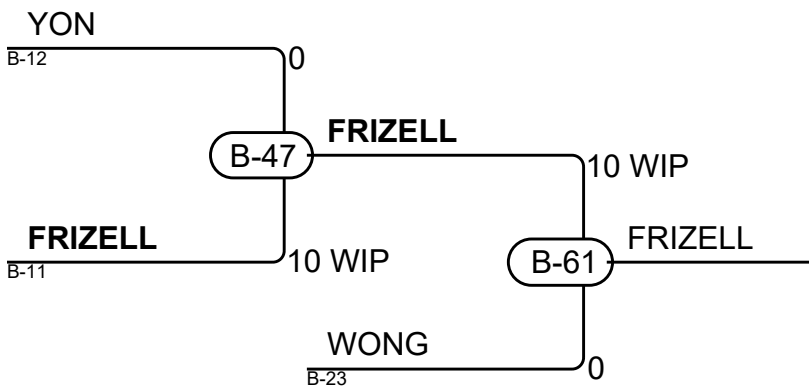 YON
B-12
0
B-47
FRIZELL
10 WIP
FRIZELL
B-11
10 WIP
B-61
FRIZELL
WONG
B-23
0